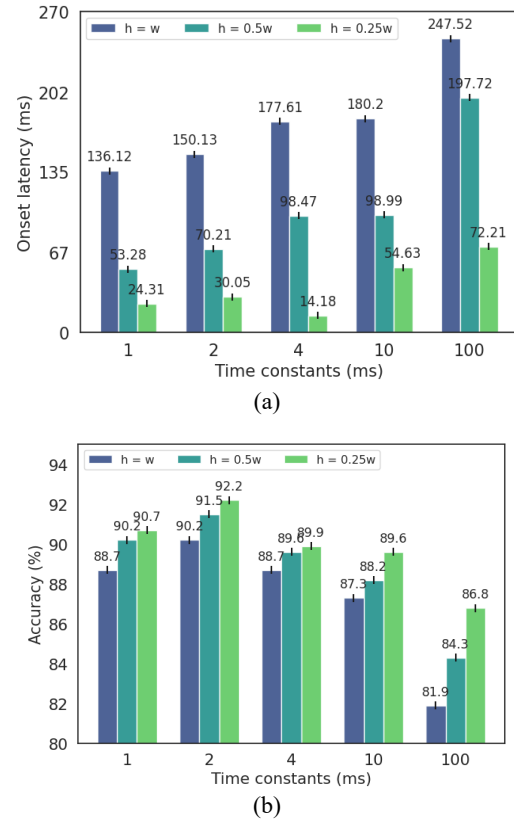 270
h = w h = 0.5w h = 0.25w
247.52
202
197.72
177.61
180.2
150.13
136.12
135
98.47
98.99
70.21
72.21
67
53.28
54.63
30.05
24.31
14.18
0
1 2 4 10 100
Onset latency (ms)
Time constants (ms)
(a)
94
h = w h = 0.5w h = 0.25w
92
90
88
86
84
82
80
88.7 90.2 90.7
90.2 91.5 92.2
88.7 89.6 89.9
87.3 88.2 89.6
81.9 84.3 86.8
1 2 4 10 100
Accuracy (%)
Time constants (ms)
(b)